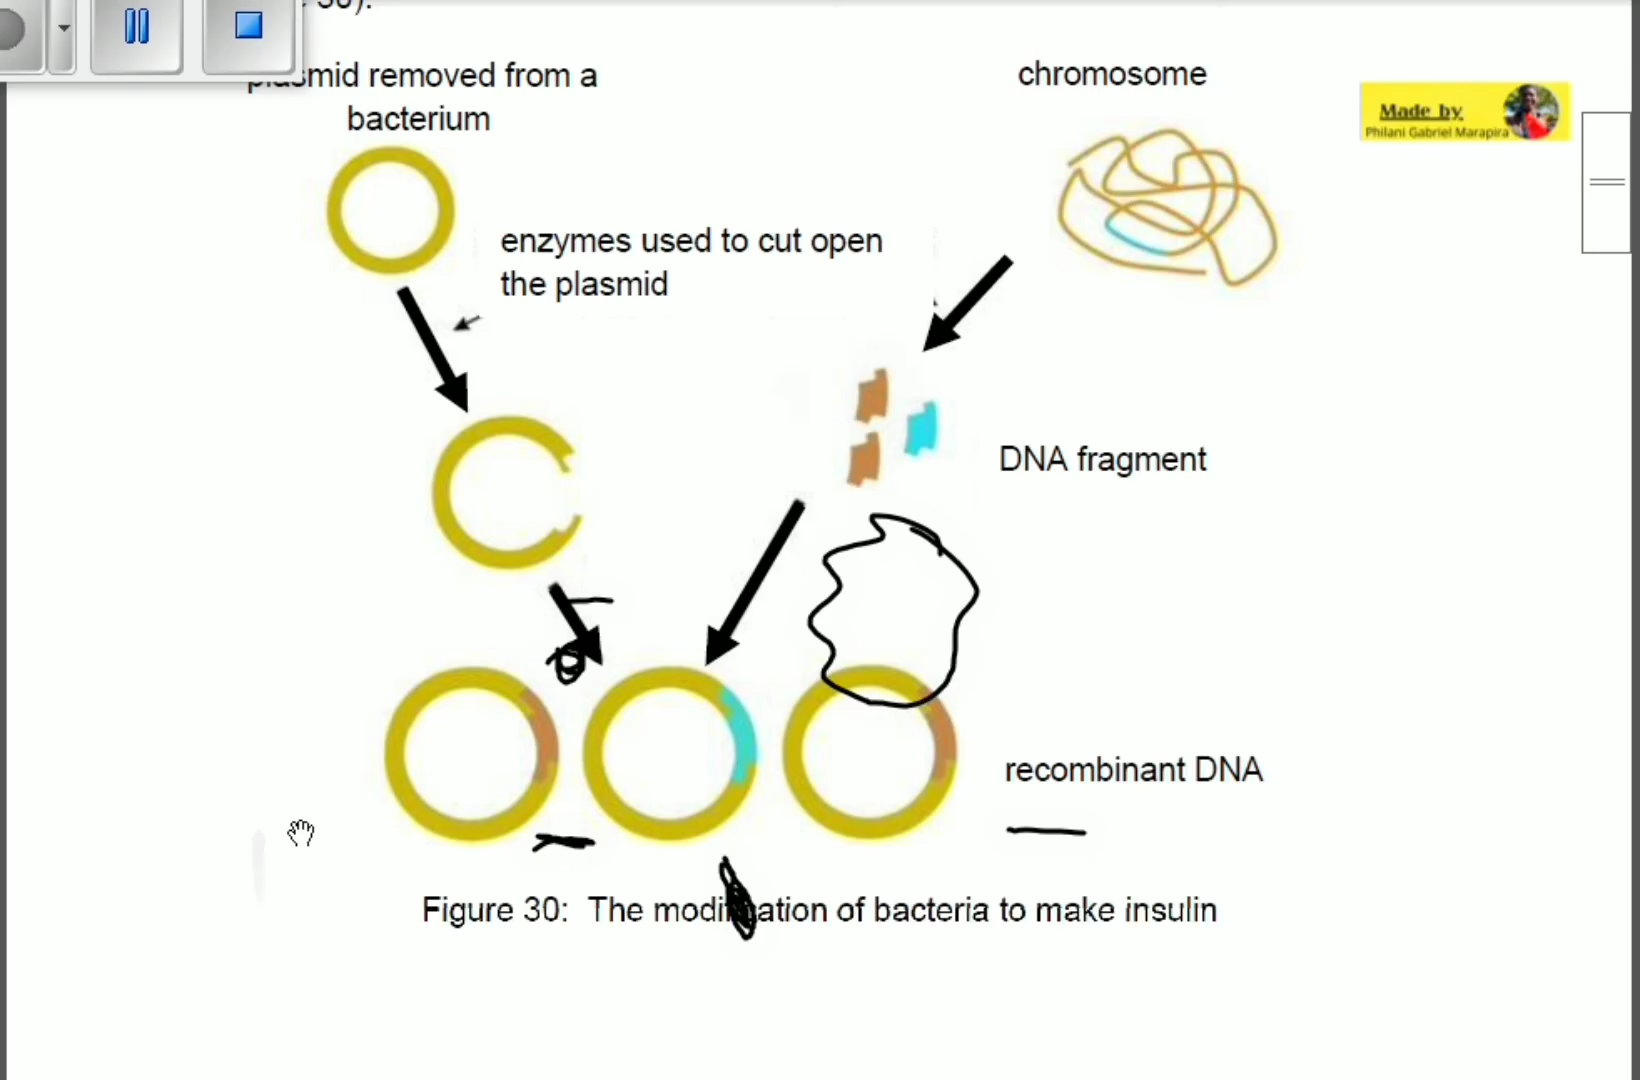 30).
plasmid removed from a
bacterium
chromosome
Made by
Philani Gabriel Marapira
enzymes used to cut open
the plasmid
DNA fragment
recombinant DNA
Figure 30: The modification of bacteria to make insulin